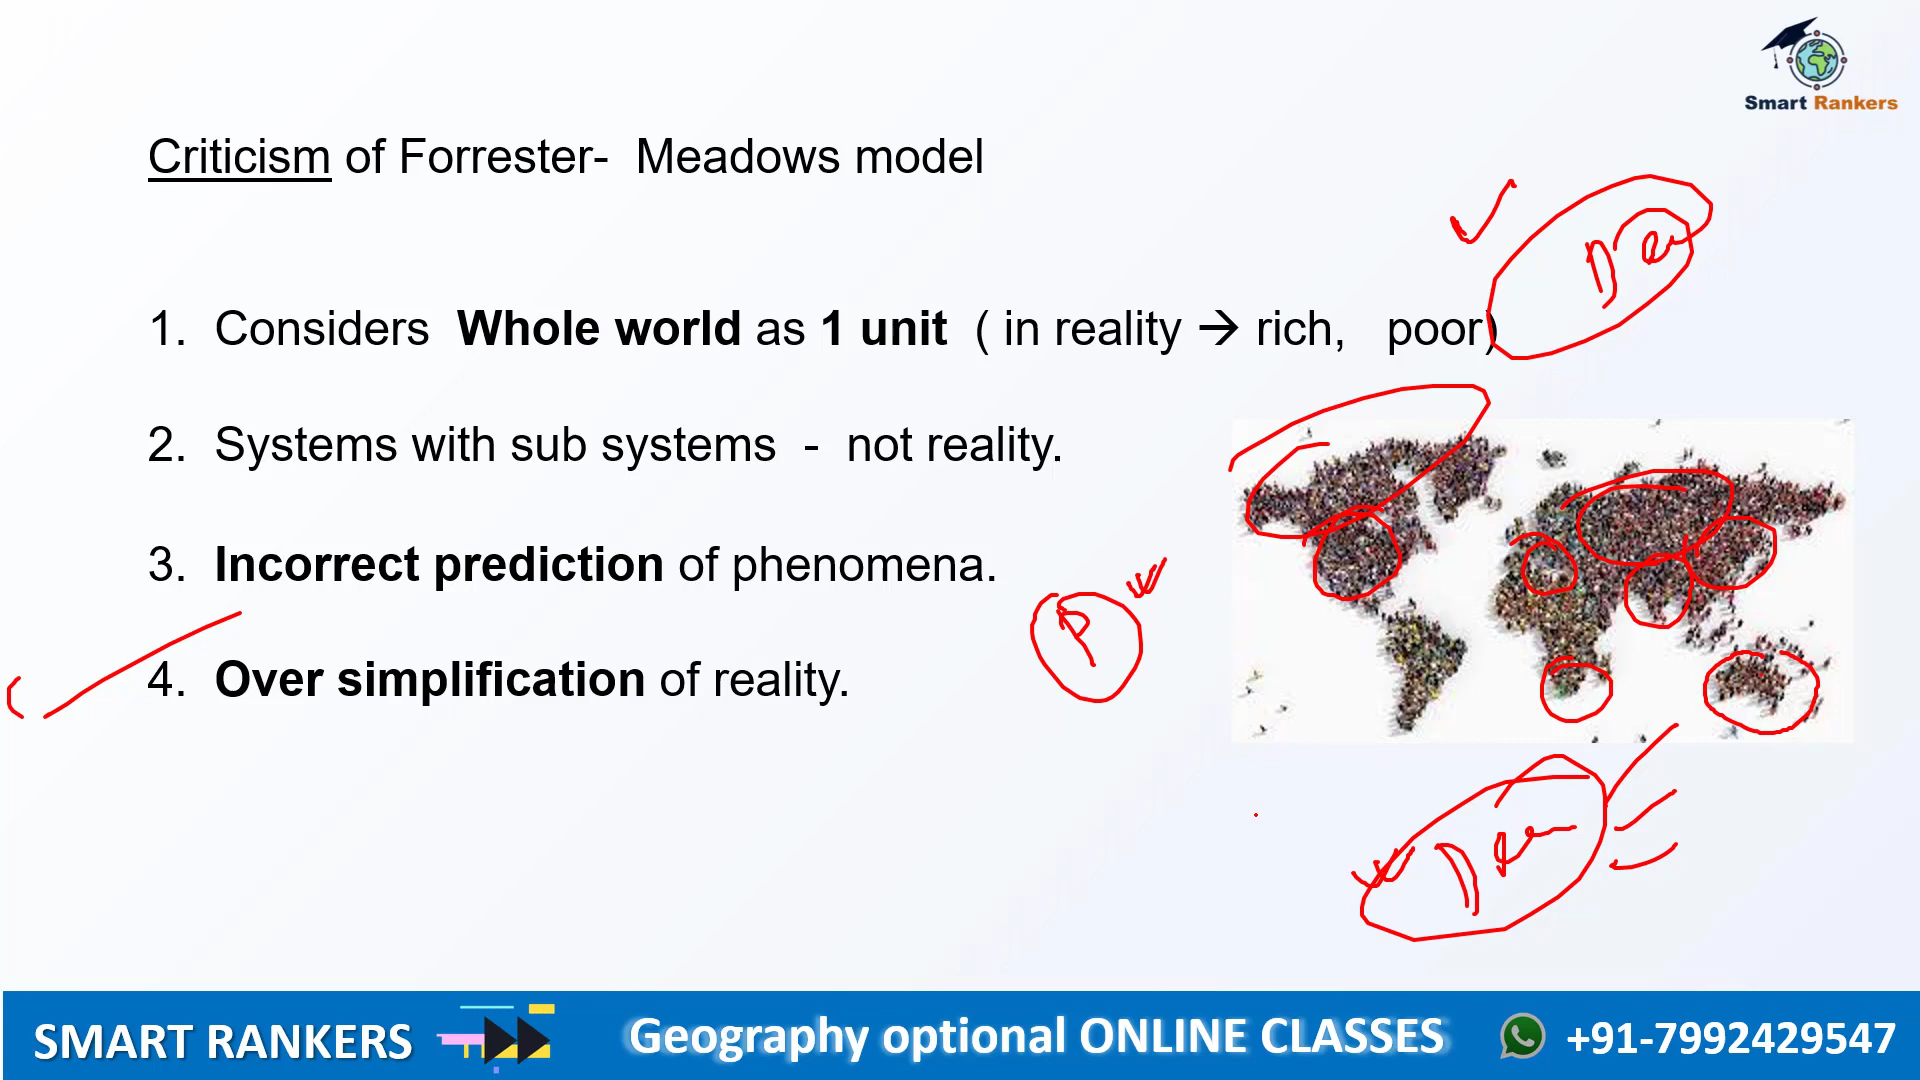 Smart Rankers
Criticism of Forrester- Meadows model
1. Considers Whole world as 1 unit ( in reality → rich, poor)
2. Systems with sub systems - not reality.
3. Incorrect prediction of phenomena.
P
4. Over simplification of reality.
SMART RANKERS
Geography optional ONLINE CLASSES
+91-7992429547